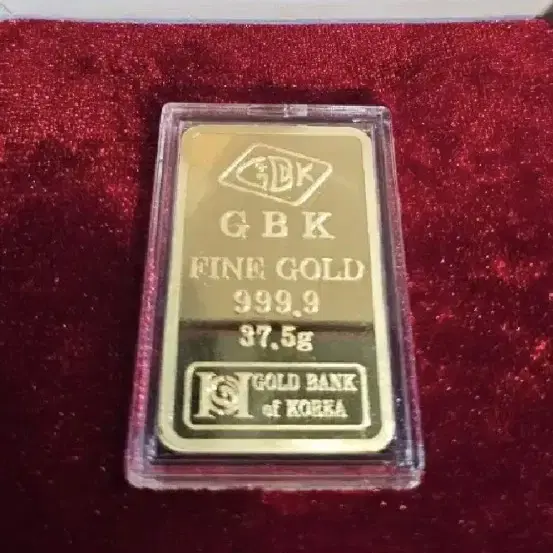 GBK
G B K
FINE GOLD
999.9
37.5g
GOLD BANK
of KOREA